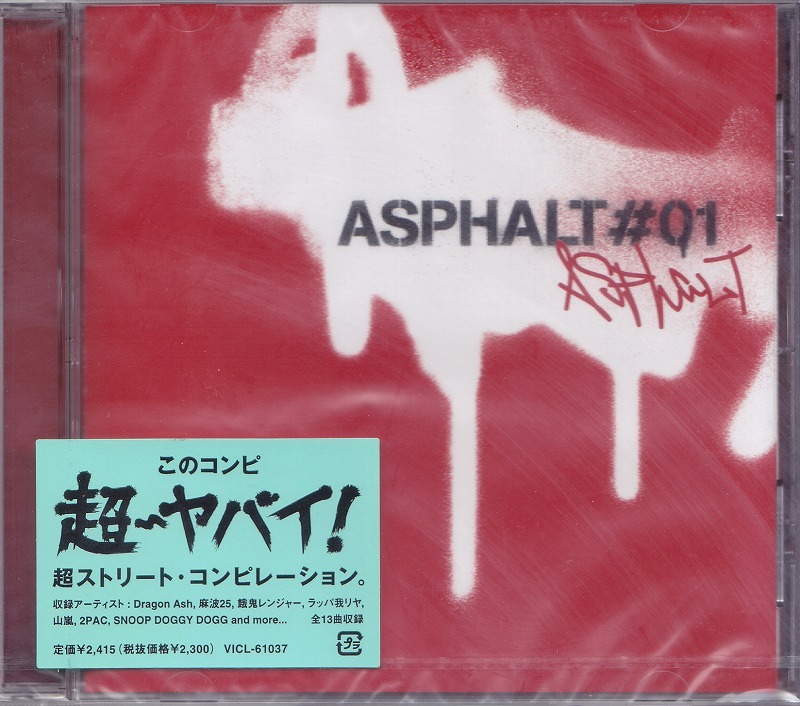 ASPHALT#01
ASPHALT
このコンピ
超〜ヤバイ!
超ストリート・コンピレーション。
収録アーティスト : Dragon Ash, 麻波25, 餓鬼レンジャー, ラッパ我リヤ,
山嵐, 2PAC, SNOOP DOGGY DOGG and more... 全13曲収録
定価¥2,415 (税抜価格¥2,300) VICL-61037
プラ